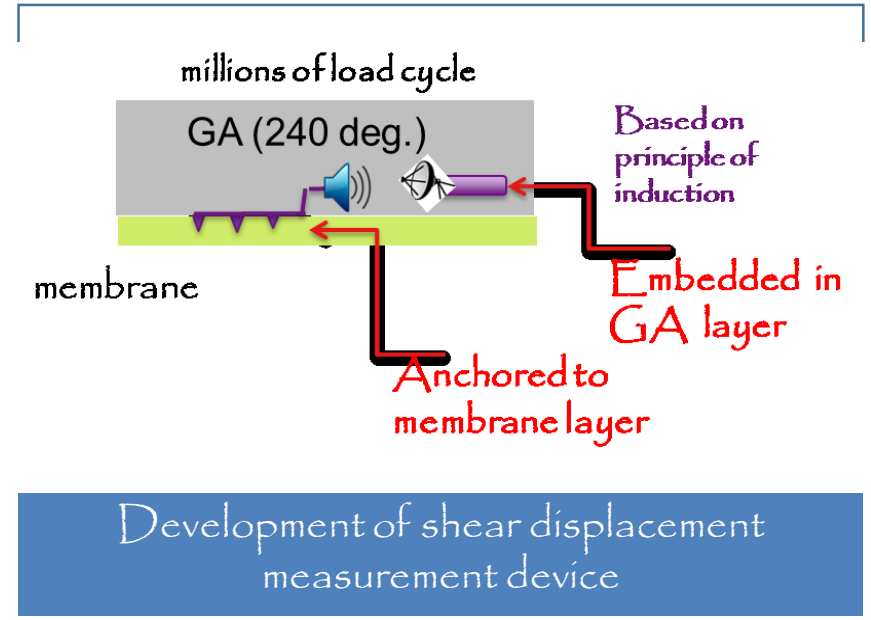 millions of load cycle
GA (240 deg.)
Based on
principle of
induction
membrane
Embedded in
GA layer
Anchored to
membrane layer
Development of shear displacement
measurement device